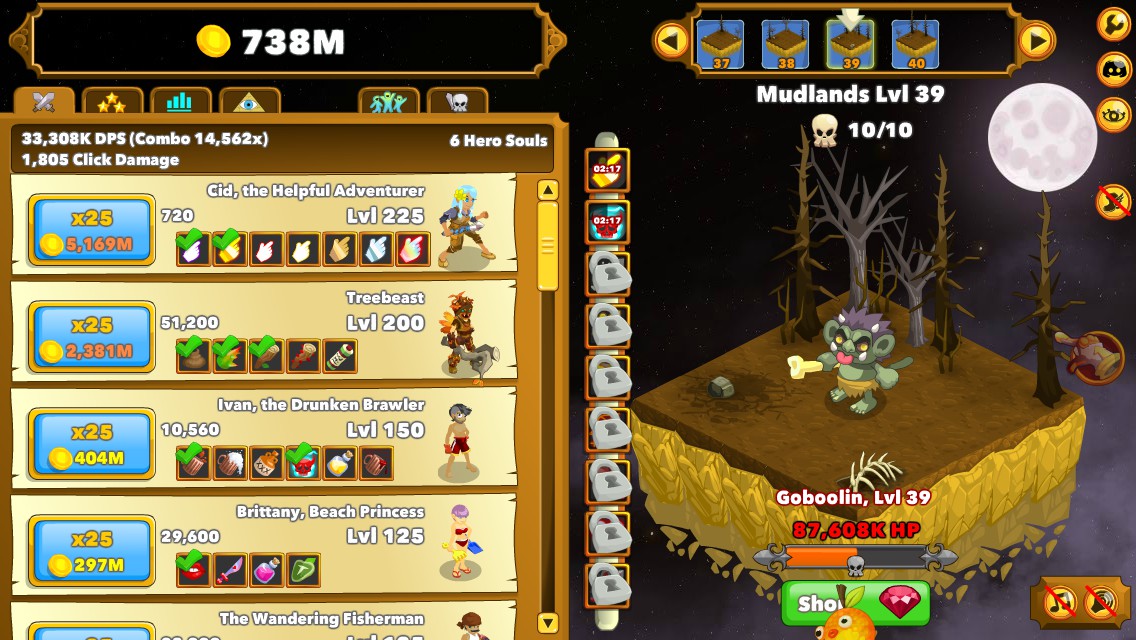 738M
33,308K DPS (Combo 14,562x)
6 Hero Souls
1,805 Click Damage
Cid, the Helpful Adventurer
x25
720
Lvl 225
5,169M
Treebeast
x25
51,200
Lvl 200
2,381M
Ivan, the Drunken Brawler
x25
10,560
Lvl 150
404M
Brittany, Beach Princess
x25
29,600
Lvl 125
297M
The Wandering Fisherman
02:17
02:17
37
38
39
40
Mudlands Lvl 39
10/10
Goboolin, Lvl 39
87,608K HP